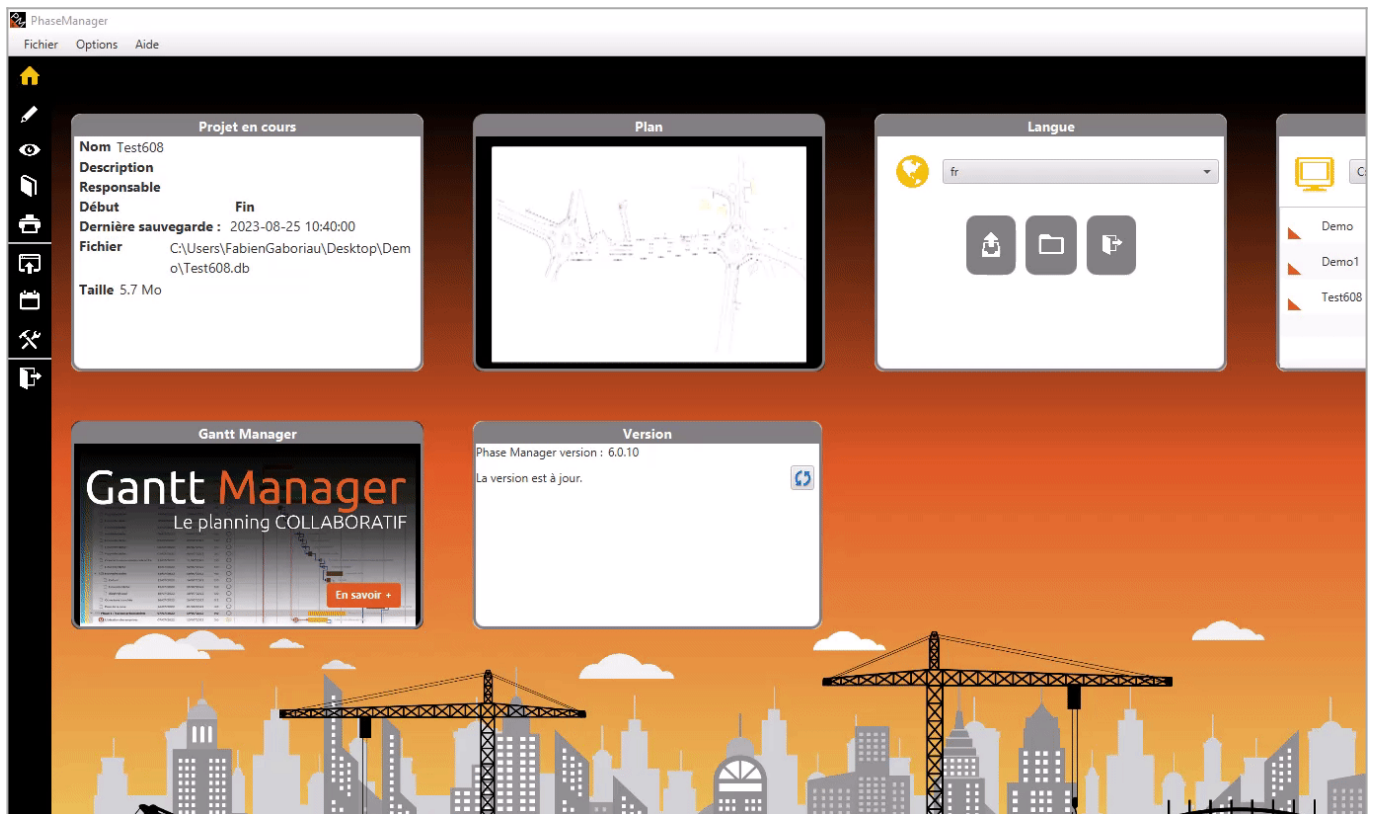 PhaseManager
Fichier Options Aide
Projet en cours
Nom Test608
Description
Responsable
Début Fin
Dernière sauvegarde : 2023-08-25 10:40:00
Fichier C:\Users\FabienGaboriau\Desktop\Dem
o\Test608.db
Taille 5.7 Mo
Plan
Langue
fr
C:
Demo
Demo1
Test608
Gantt Manager
Gantt Manager
Le planning COLLABORATIF
En savoir +
Version
Phase Manager version : 6.0.10
La version est à jour.